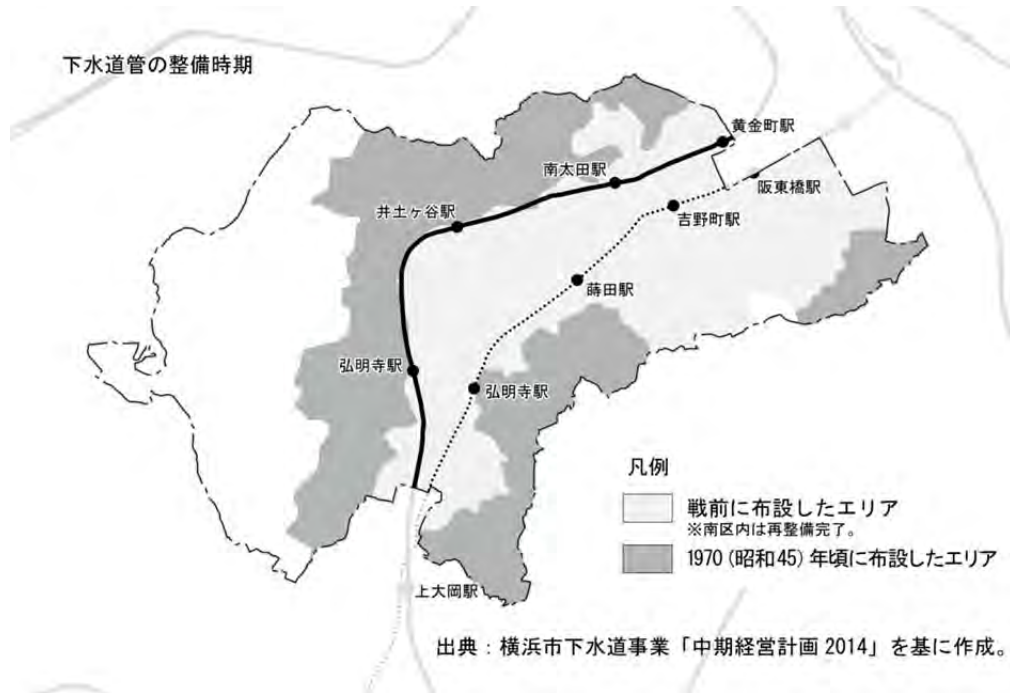 下水道管の整備時期
黄金町駅
南太田駅
阪東橋駅
井土ヶ谷駅
吉野町駅
蒔田駅
弘明寺駅
弘明寺駅
凡例
戦前に布設したエリア
※南区内は再整備完了。
1970(昭和45)年頃に布設したエリア
上大岡駅
出典:横浜市下水道事業「中期経営計画2014」を基に作成。